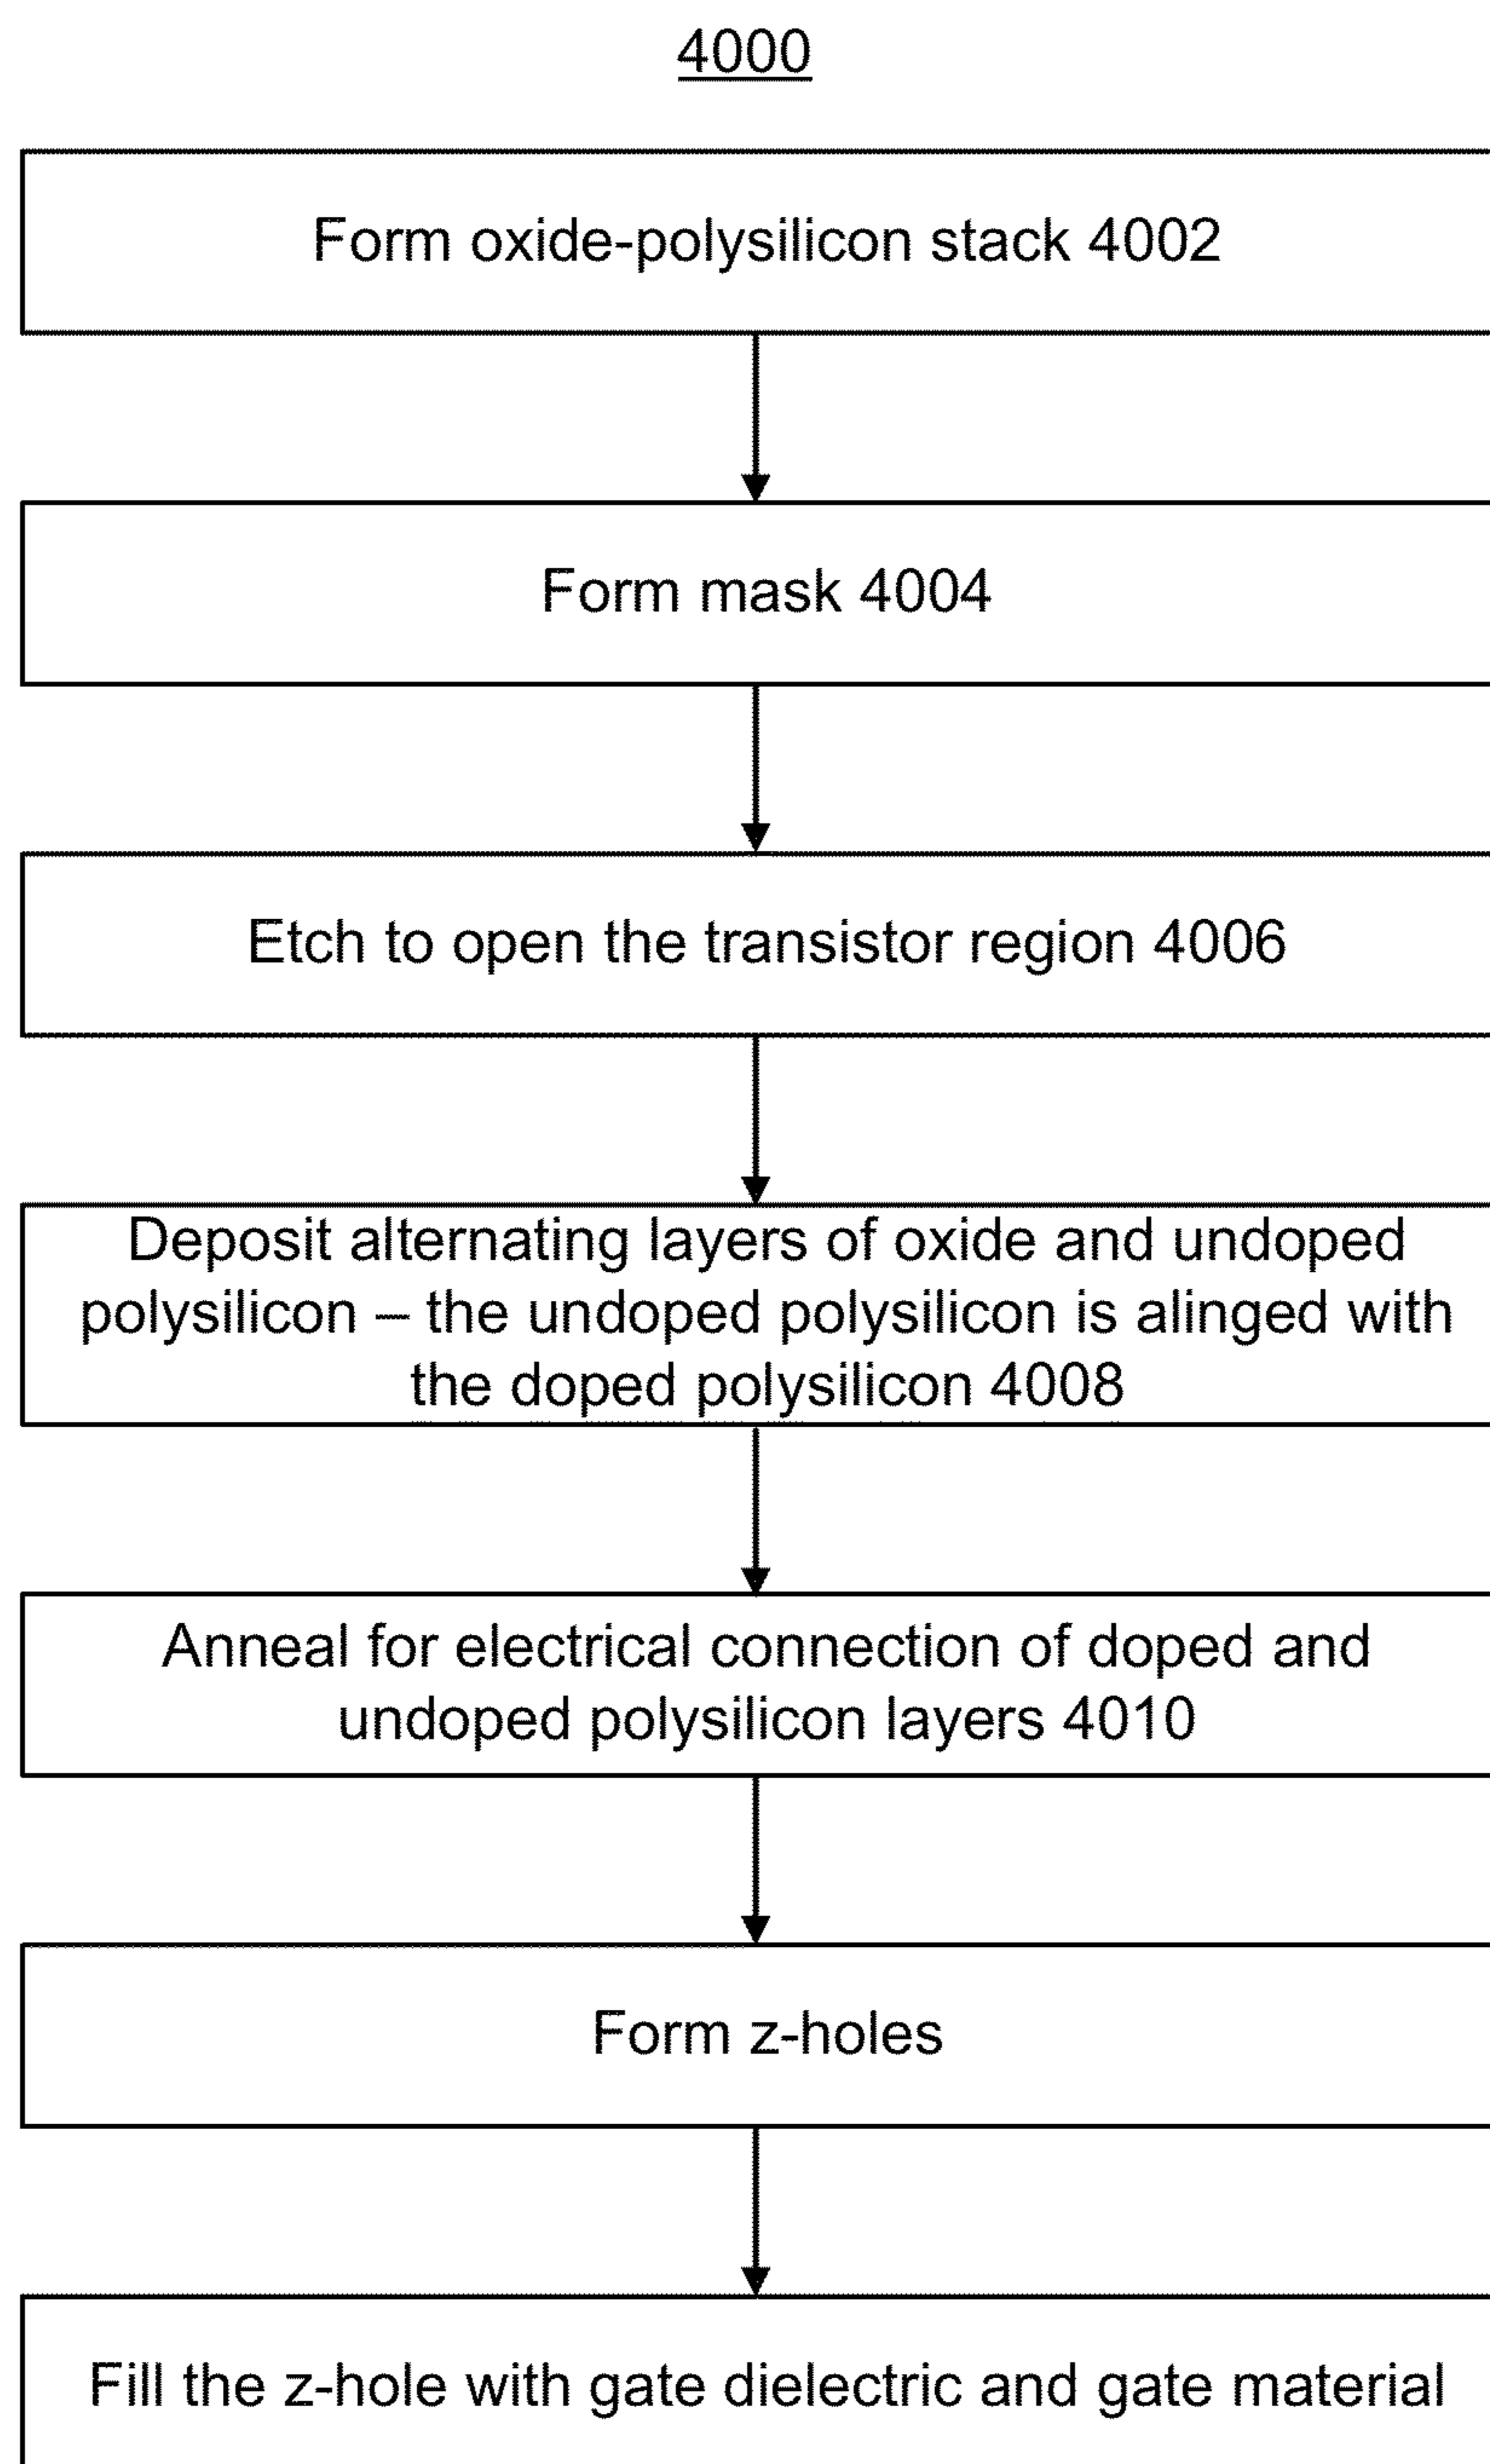 4000
Form oxide-polysilicon stack 4002
Form mask 4004
Etch to open the transistor region 4006
Deposit alternating layers of oxide and undoped
polysilicon – the undoped polysilicon is alinged with
the doped polysilicon 4008
Anneal for electrical connection of doped and
undoped polysilicon layers 4010
Form z-holes
Fill the z-hole with gate dielectric and gate material